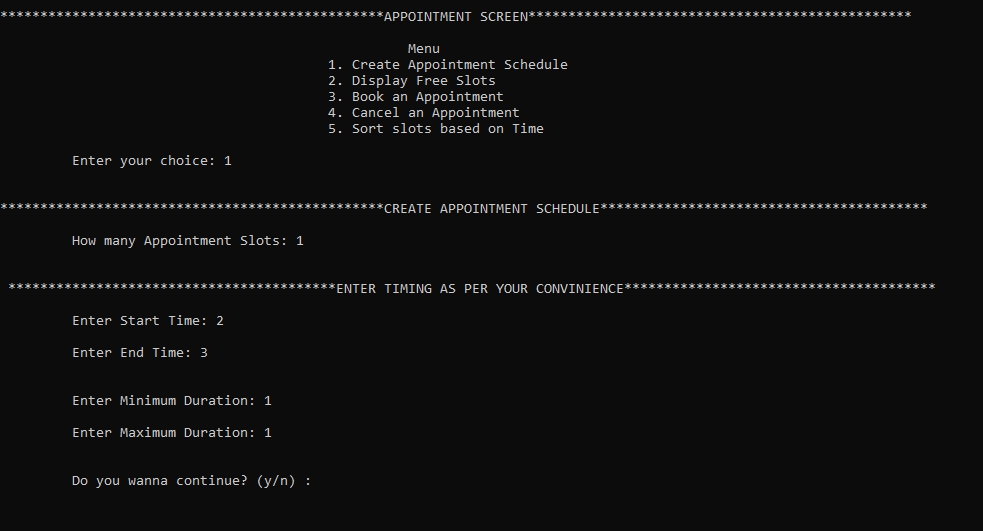 ************************************************APPOINTMENT SCREEN************************************************
Menu
1. Create Appointment Schedule
2. Display Free Slots
3. Book an Appointment
4. Cancel an Appointment
5. Sort slots based on Time
Enter your choice: 1
************************************************CREATE APPOINTMENT SCHEDULE*****************************************
How many Appointment Slots: 1
*****************************************ENTER TIMING AS PER YOUR CONVINIENCE***************************************
Enter Start Time: 2
Enter End Time: 3
Enter Minimum Duration: 1
Enter Maximum Duration: 1
Do you wanna continue? (y/n) :